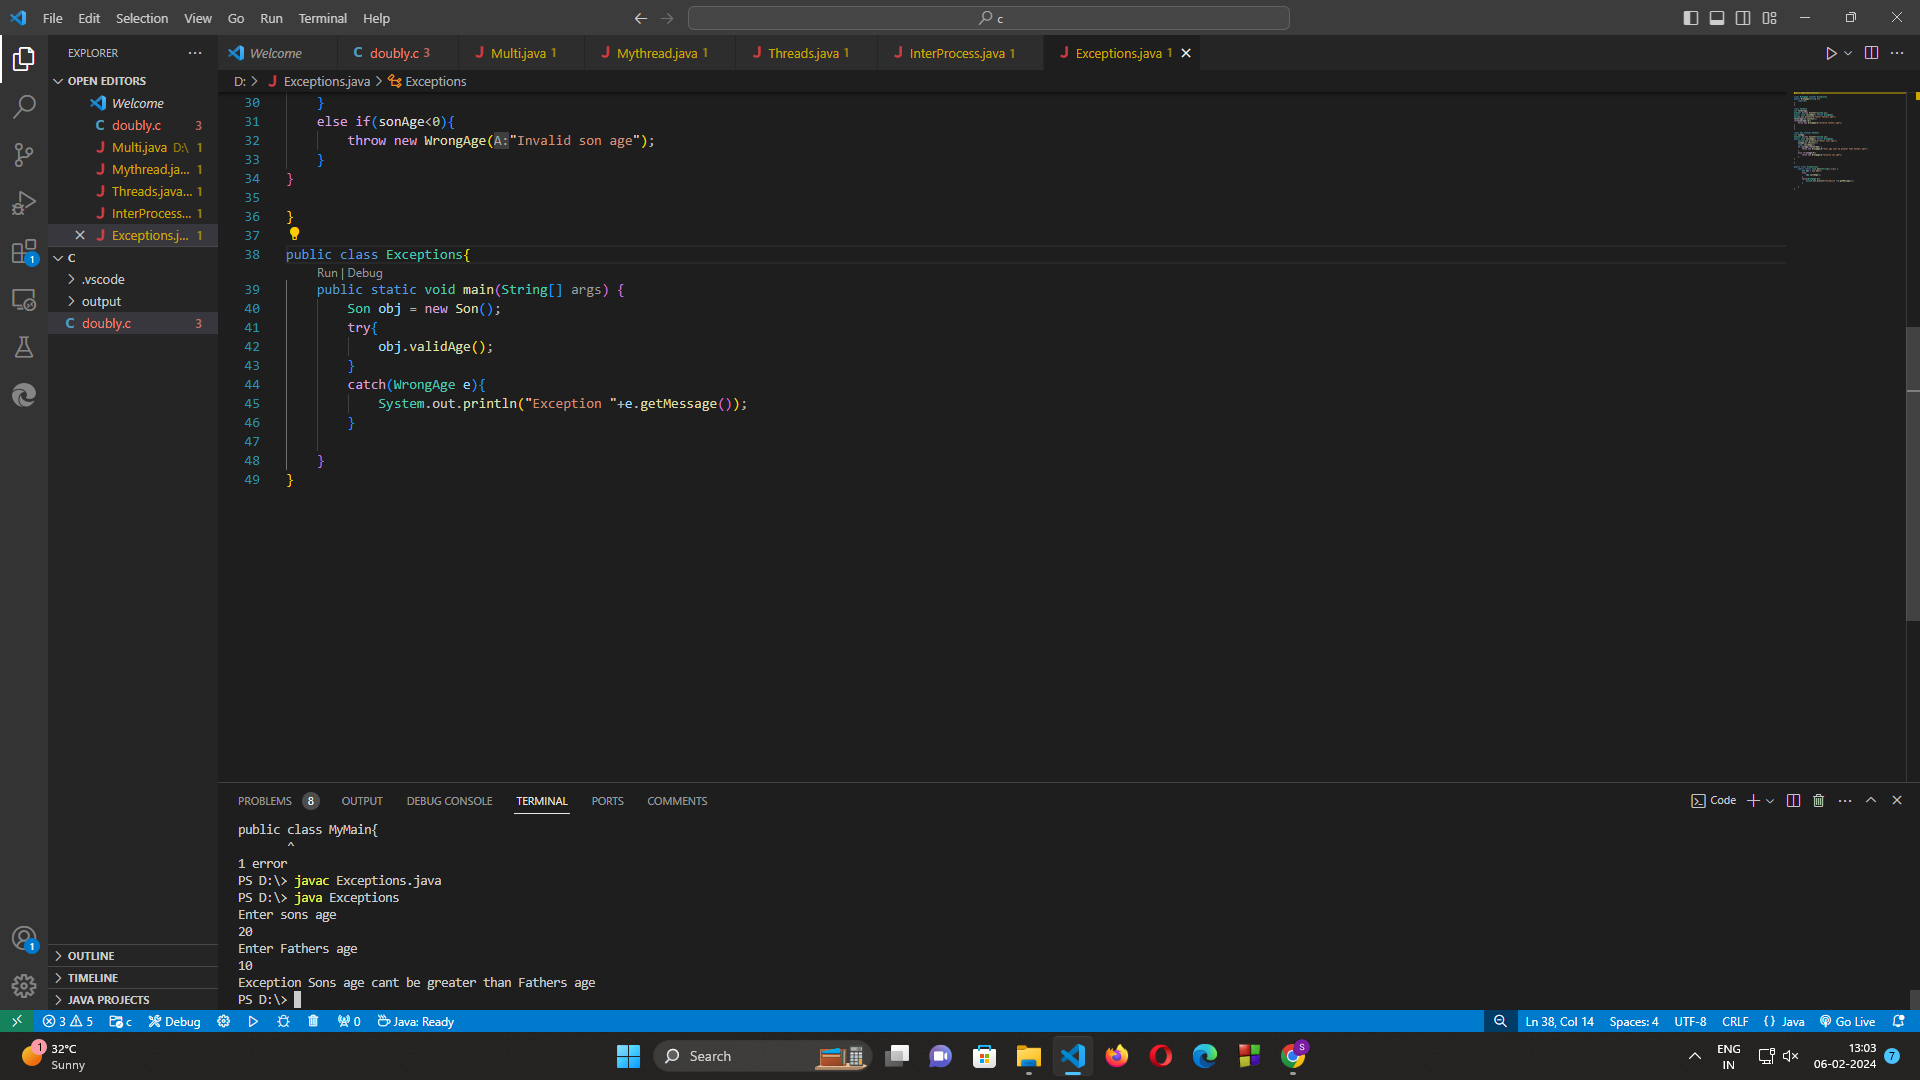 File Edit Selection View Go Run Terminal Help
c
EXPLORER
Welcome
doubly.c 3
Multi.java 1
Mythread.java 1
Threads.java 1
InterProcess.java 1
Exceptions.java 1
OPEN EDITORS
D: > Exceptions.java > Exceptions
Welcome
doubly.c 3
Multi.java D:\ 1
Mythread.ja... 1
Threads.java... 1
InterProcess... 1
Exceptions.j... 1
C
.vscode
output
doubly.c 3
30 }
31 else if(sonAge<0){
32 throw new WrongAge(A:"Invalid son age");
33 }
34 }
35
36 }
37
38 public class Exceptions{
Run | Debug
39 public static void main(String[] args) {
40 Son obj = new Son();
41 try{
42 obj.validAge();
43 }
44 catch(WrongAge e){
45 System.out.println("Exception "+e.getMessage());
46 }
47
48 }
49 }
PROBLEMS 8 OUTPUT DEBUG CONSOLE TERMINAL PORTS COMMENTS
Code
public class MyMain{
^
1 error
PS D:\> javac Exceptions.java
PS D:\> java Exceptions
Enter sons age
20
Enter Fathers age
10
Exception Sons age cant be greater than Fathers age
PS D:\>
1
1
OUTLINE
TIMELINE
JAVA PROJECTS
3 5 c Debug 0 Java: Ready
Ln 38, Col 14 Spaces: 4 UTF-8 CRLF {} Java Go Live
1
32°C
Sunny
Search
S
ENG
IN
13:03
06-02-2024
7